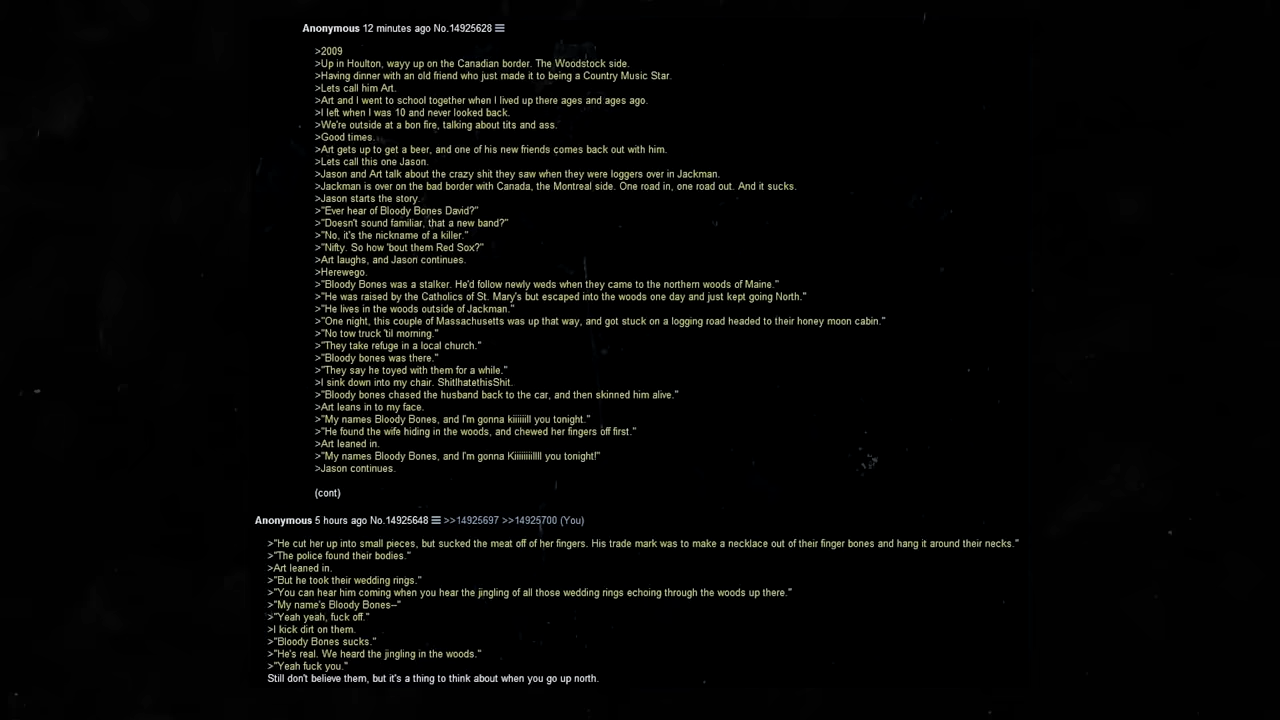 Anonymous 12 minutes ago No.14925628
>2009
>Up in Houlton, wayy up on the Canadian border. The Woodstock side.
>Having dinner with an old friend who just made it to being a Country Music Star.
>Lets call him Art.
>Art and I went to school together when I lived up there ages and ages ago.
>I left when I was 10 and never looked back.
>We're outside at a bon fire, talking about tits and ass.
>Good times.
>Art gets up to get a beer, and one of his new friends comes back out with him.
>Lets call this one Jason.
>Jason and Art talk about the crazy shit they saw when they were loggers over in Jackman.
>Jackman is over on the bad border with Canada, the Montreal side. One road in, one road out. And it sucks.
>Jason starts the story.
>"Ever hear of Bloody Bones David?"
>"Doesn't sound familiar, that a new band?"
>"No, it's the nickname of a killer."
>"Nifty. So how 'bout them Red Sox?"
>Art laughs, and Jason continues.
>Herewego.
>"Bloody Bones was a stalker. He'd follow newly weds when they came to the northern woods of Maine."
>"He was raised by the Catholics of St. Mary's but escaped into the woods one day and just kept going North."
>"He lives in the woods outside of Jackman."
>"One night, this couple of Massachusetts was up that way, and got stuck on a logging road headed to their honey moon cabin."
>"No tow truck 'til morning."
>"They take refuge in a local church."
>"Bloody bones was there."
>"They say he toyed with them for a while."
>I sink down into my chair. ShitIhatethisShit.
>"Bloody bones chased the husband back to the car, and then skinned him alive."
>Art leans in to my face.
>"My names Bloody Bones, and I'm gonna kiiiiiill you tonight."
>"He found the wife hiding in the woods, and chewed her fingers off first."
>Art leaned in.
>"My names Bloody Bones, and I'm gonna Kiiiiiiiillll you tonight!"
>Jason continues.
(cont)
Anonymous 5 hours ago No.14925648 >>14925697 >>14925700 (You)
>"He cut her up into small pieces, but sucked the meat off of her fingers. His trade mark was to make a necklace out of their finger bones and hang it around their necks."
>"The police found their bodies."
>Art leaned in.
>"But he took their wedding rings."
>"You can hear him coming when you hear the jingling of all those wedding rings echoing through the woods up there."
>"My name's Bloody Bones--"
>"Yeah yeah, fuck off."
>I kick dirt on them.
>"Bloody Bones sucks."
>"He's real. We heard the jingling in the woods."
>"Yeah fuck you."
Still don't believe them, but it's a thing to think about when you go up north.